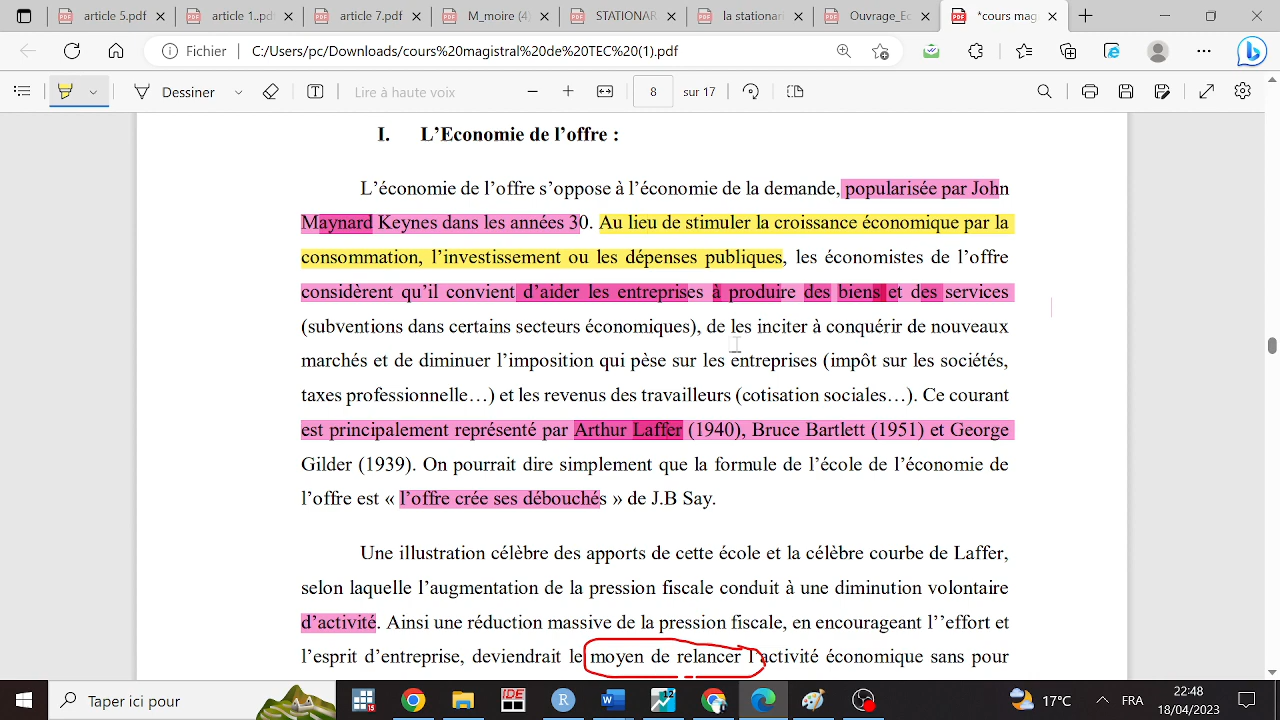 article 5.pdf
article 1.pdf
article 7.pdf
M_moire (4)
STATIONAR
la stationar
Ouvrage_Ec
*cours mag
Fichier
C:/Users/pc/Downloads/cours%20magistral%20de%20TEC%20(1).pdf
Dessiner
Lire à haute voix
8
sur 17
I. L’Economie de l’offre :
L’économie de l’offre s’oppose à l’économie de la demande, popularisée par John
Maynard Keynes dans les années 30. Au lieu de stimuler la croissance économique par la
consommation, l’investissement ou les dépenses publiques, les économistes de l’offre
considèrent qu’il convient d’aider les entreprises à produire des biens et des services
(subventions dans certains secteurs économiques), de les inciter à conquérir de nouveaux
marchés et de diminuer l’imposition qui pèse sur les entreprises (impôt sur les sociétés,
taxes professionnelle…) et les revenus des travailleurs (cotisation sociales…). Ce courant
est principalement représenté par Arthur Laffer (1940), Bruce Bartlett (1951) et George
Gilder (1939). On pourrait dire simplement que la formule de l’école de l’économie de
l’offre est « l’offre crée ses débouchés » de J.B Say.
Une illustration célèbre des apports de cette école et la célèbre courbe de Laffer,
selon laquelle l’augmentation de la pression fiscale conduit à une diminution volontaire
d’activité. Ainsi une réduction massive de la pression fiscale, en encourageant l’’effort et
l’esprit d’entreprise, deviendrait le moyen de relancer l’activité économique sans pour
Taper ici pour
15
IDE
R
12
17°C
FRA
22:48
18/04/2023